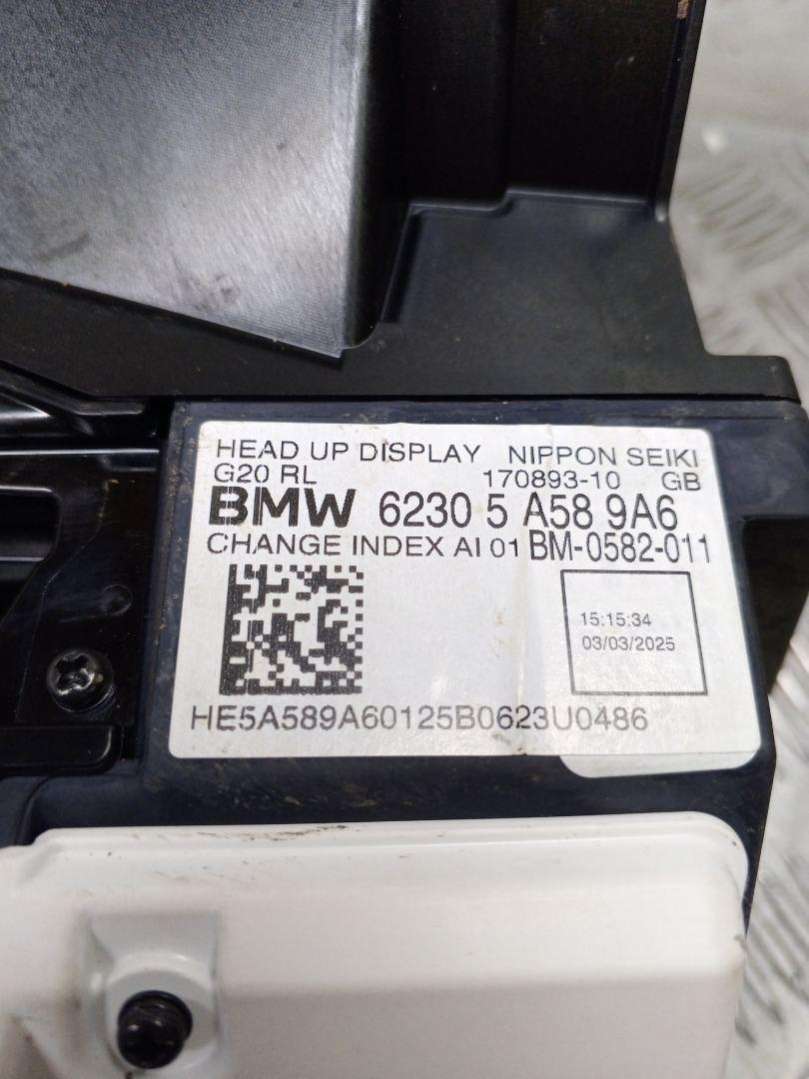 HEAD UP DISPLAY NIPPON SEIKI
G20 RL 170893-10 GB
BMW 6230 5 A58 9A6
CHANGE INDEX AI 01 BM-0582-011
15:15:34
03/03/2025
HE5A589A60125B0623U0486